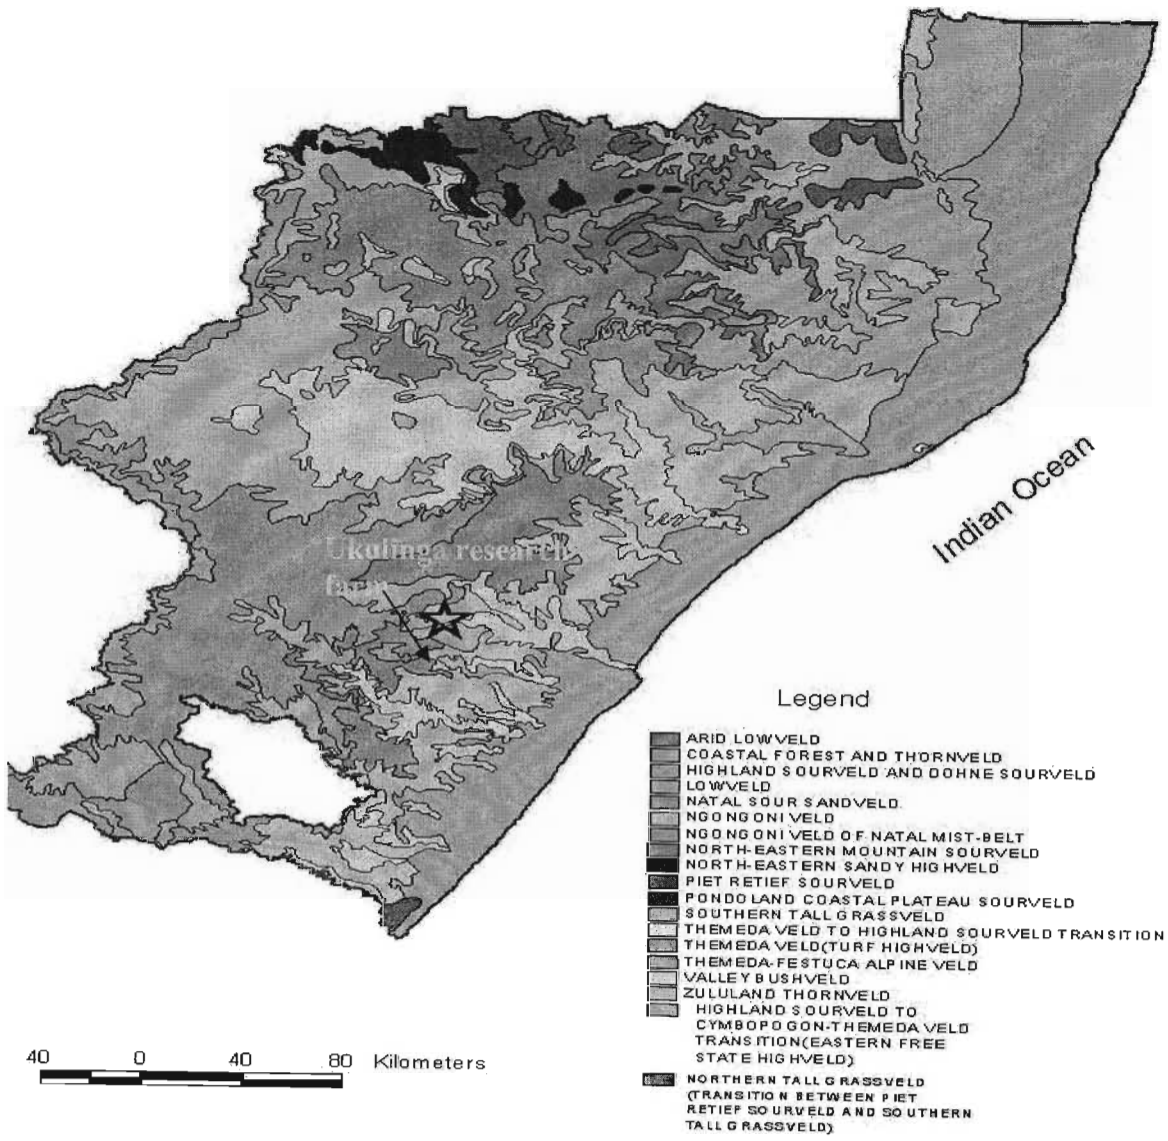 Ukulinga research
farm
Indian Ocean
Legend
ARID LOWVELD
COASTAL FOREST AND THORNVELD
HIGHLAND SOURVELD AND DOHNE SOURVELD
LOWVELD
NATAL SOUR SANDVELD
NGONGONI VELD
NGONGONI VELD OF NATAL MIST-BELT
NORTH-EASTERN MOUNTAIN SOURVELD
NORTH-EASTERN SANDY HIGHVELD
PIET RETIEF SOURVELD
PONDOLAND COASTAL PLATEAU SOURVELD
SOUTHERN TALL GRASSVELD
THEMEDA VELD TO HIGHLAND SOURVELD TRANSITION
THEMEDA VELD (TURF HIGHVELD)
THEMEDA-FESTUCA ALPINE VELD
VALLEY BUSHVELD
ZULULAND THORNVELD
HIGHLAND SOURVELD TO
CYMBOPOGON-THEMEDA VELD
TRANSITION (EASTERN FREE
STATE HIGHVELD)
NORTHERN TALL GRASSVELD
(TRANSITION BETWEEN PIET
RETIEF SOURVELD AND SOUTHERN
TALL GRASSVELD)
40 0 40 80 Kilometers